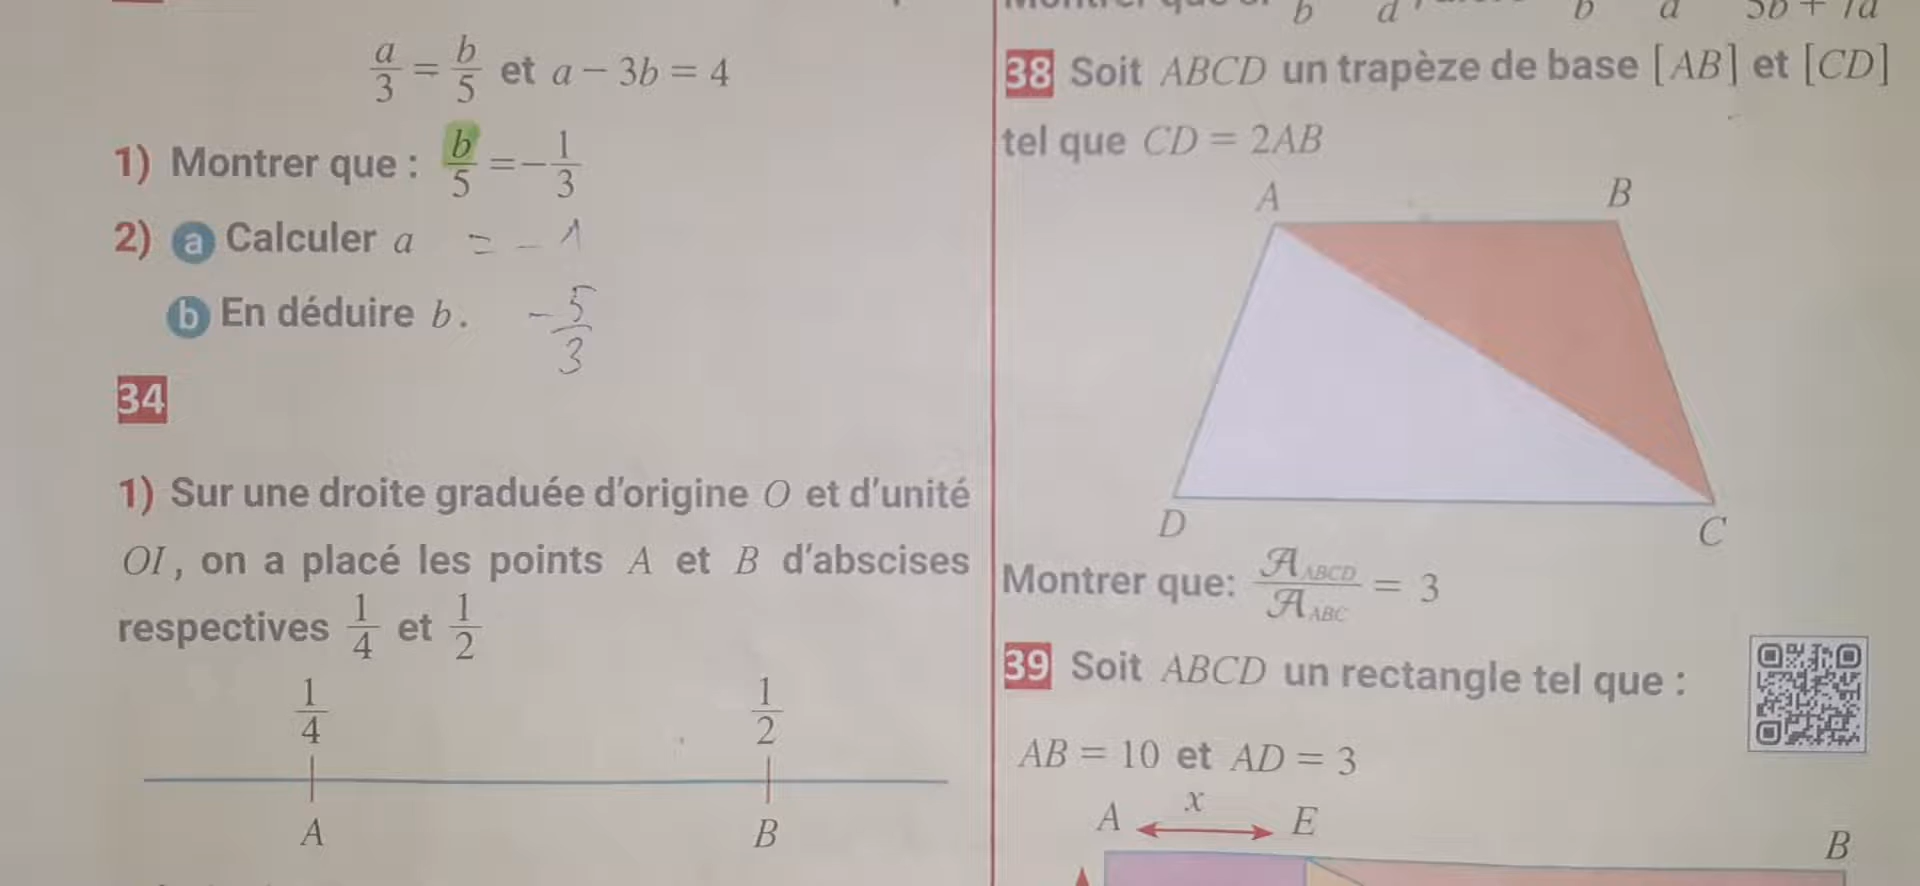 a/3 = b/5 et a − 3b = 4
1) Montrer que : b/5 = −1/3
2) a Calculer a = − 1
b En déduire b. −5/3
34
1) Sur une droite graduée d'origine O et d'unité
OI, on a placé les points A et B d'abscises
respectives 1/4 et 1/2
1/4 1/2
A B
b d b a 5b + 7a
38 Soit ABCD un trapèze de base [AB] et [CD]
tel que CD = 2AB
A B
D C
Montrer que: 𝒜ABCD/𝒜ABC = 3
39 Soit ABCD un rectangle tel que :
AB = 10 et AD = 3
A x E
B